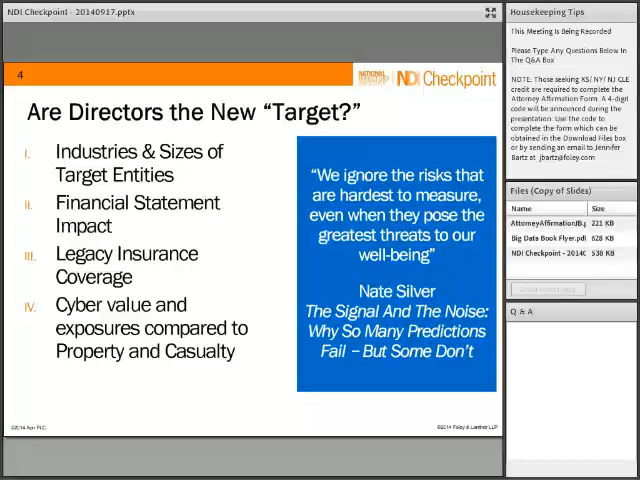 NDI Checkpoint - 20140917.pptx
4
NATIONAL
DIRECTORS
INSTITUTE
NDI Checkpoint
Are Directors the New “Target?”
I. Industries & Sizes of
Target Entities
II. Financial Statement
Impact
III. Legacy Insurance
Coverage
IV. Cyber value and
exposures compared to
Property and Casualty
“We ignore the risks that
are hardest to measure,
even when they pose the
greatest threats to our
well-being”
Nate Silver
The Signal And The Noise:
Why So Many Predictions
Fail – But Some Don’t
©2014 Aon PLC
©2014 Foley & Lardner LLP
Housekeeping Tips
This Meeting Is Being Recorded
Please Type Any Questions Below In
The Q&A Box
NOTE: Those seeking KS/ NY/ NJ CLE
credit are required to complete the
Attorney Affirmation Form. A 4-digit
code will be announced during the
presentation. Use the code to
complete the form which can be
obtained in the Download Files box
or by sending an email to Jennifer
Bartz at jbartz@foley.com
Files (Copy of Slides)
Name Size
AttorneyAffirmationJB.p 221 KB
Big Data Book Flyer.pdf 628 KB
NDI Checkpoint - 2014C 538 KB
Q & A